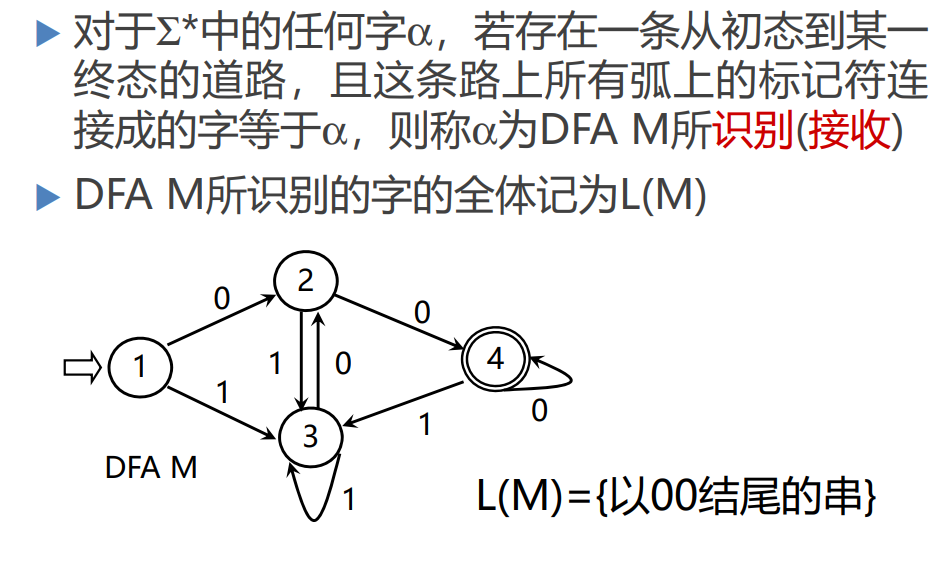 对于Σ*中的任何字α，若存在一条从初态到某一
终态的道路，且这条路上所有弧上的标记符连
接成的字等于α，则称α为DFA M所识别(接收)
DFA M所识别的字的全体记为L(M)
2
0
0
1
1
0
4
1
3
1
0
DFA M
1
L(M)={以00结尾的串}